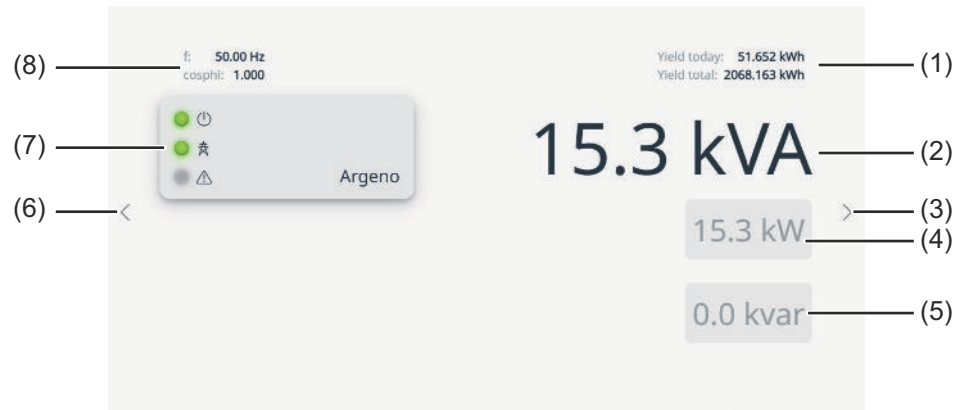 f: 50.00 Hz
cosphi: 1.000
Yield today: 51.652 kWh
Yield total: 2068.163 kWh
(8)
(1)
15.3 kVA
(7)
(2)
Argeno
(6)
<
>
(3)
15.3 kW
(4)
0.0 kvar
(5)